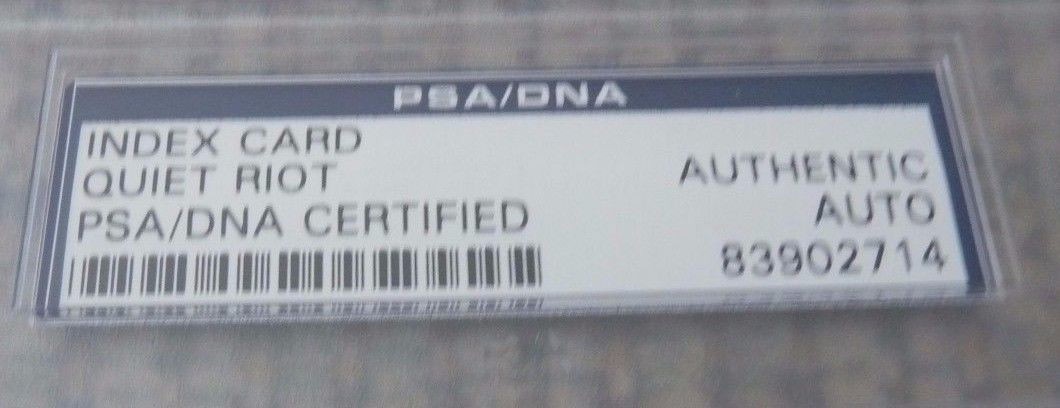 PSA/DNA
INDEX CARD
QUIET RIOT
PSA/DNA CERTIFIED
AUTHENTIC
AUTO
83902714